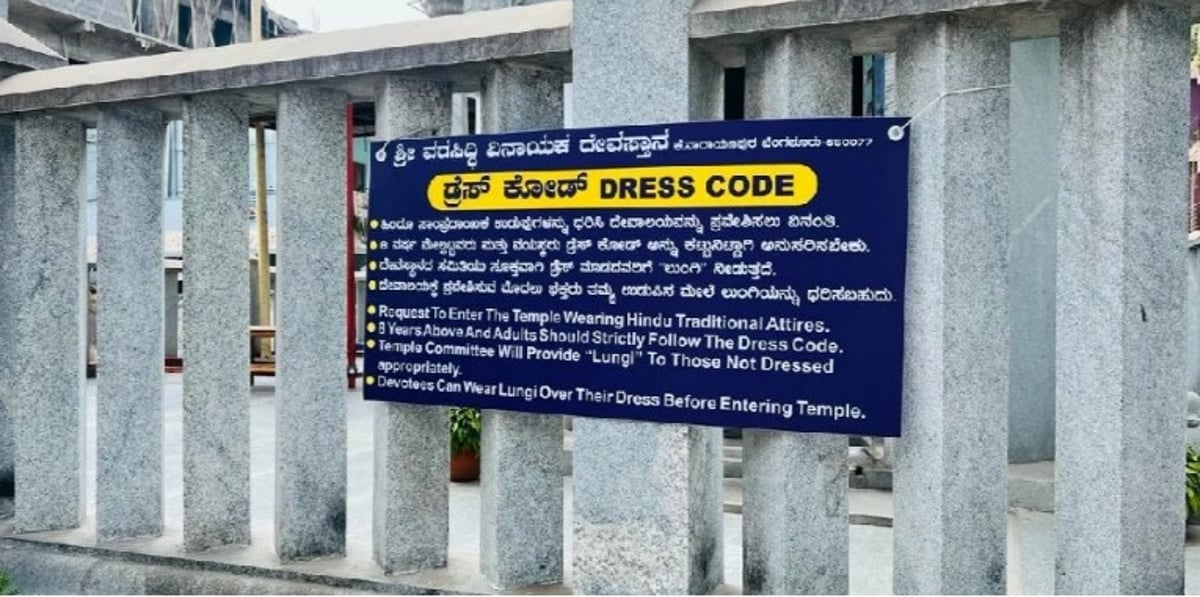 ಶ್ರೀ ವರಸಿದ್ಧಿ ವಿನಾಯಕ ದೇವಸ್ಥಾನ ಕೆ.ನಾರಾಯಣಪುರ ಬೆಂಗಳೂರು-560077
ಡ್ರೆಸ್ ಕೋಡ್ DRESS CODE
• ಹಿಂದೂ ಸಾಂಪ್ರದಾಯಿಕ ಉಡುಪುಗಳನ್ನು ಧರಿಸಿ ದೇವಾಲಯವನ್ನು ಪ್ರವೇಶಿಸಲು ವಿನಂತಿ.
• 8 ವರ್ಷ ಮೇಲ್ಪಟ್ಟವರು ಮತ್ತು ವಯಸ್ಕರು ಡ್ರೆಸ್ ಕೋಡ್ ಅನ್ನು ಕಟ್ಟುನಿಟ್ಟಾಗಿ ಅನುಸರಿಸಬೇಕು.
• ದೇವಸ್ಥಾನದ ಸಮಿತಿಯು ಸೂಕ್ತವಾಗಿ ಡ್ರೆಸ್ ಮಾಡದವರಿಗೆ "ಲುಂಗಿ" ನೀಡುತ್ತದೆ.
• ದೇವಾಲಯಕ್ಕೆ ಪ್ರವೇಶಿಸುವ ಮೊದಲು ಭಕ್ತರು ತಮ್ಮ ಉಡುಪಿನ ಮೇಲೆ ಲುಂಗಿಯನ್ನು ಧರಿಸಬಹುದು.
• Request To Enter The Temple Wearing Hindu Traditional Attires.
• 8 Years Above And Adults Should Strictly Follow The Dress Code.
• Temple Committee Will Provide "Lungi" To Those Not Dressed
appropriately.
• Devotees Can Wear Lungi Over Their Dress Before Entering Temple.